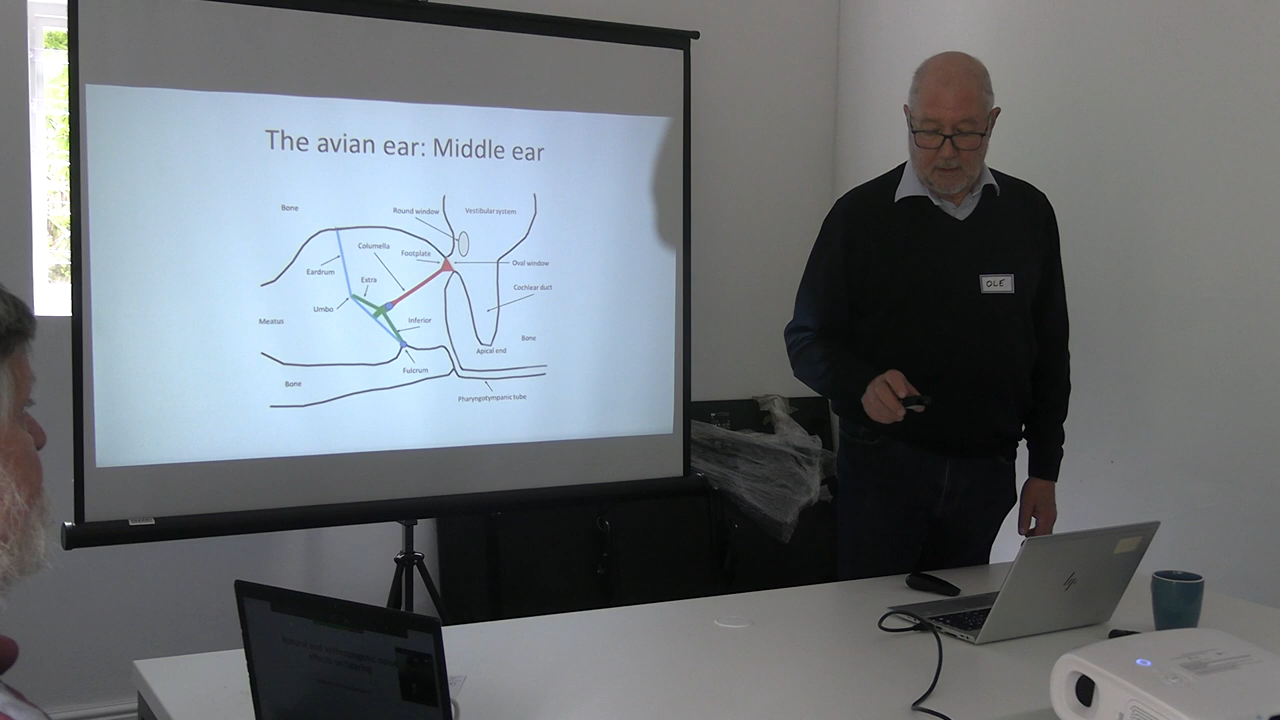 The avian ear: Middle ear
Bone
Round window
Vestibular system
Columella
Footplate
Oval window
Eardrum
Extra
Cochlear duct
Umbo
Meatus
Inferior
Bone
Apical end
Fulcrum
Bone
Pharyngotympanic tube
OLE
hp